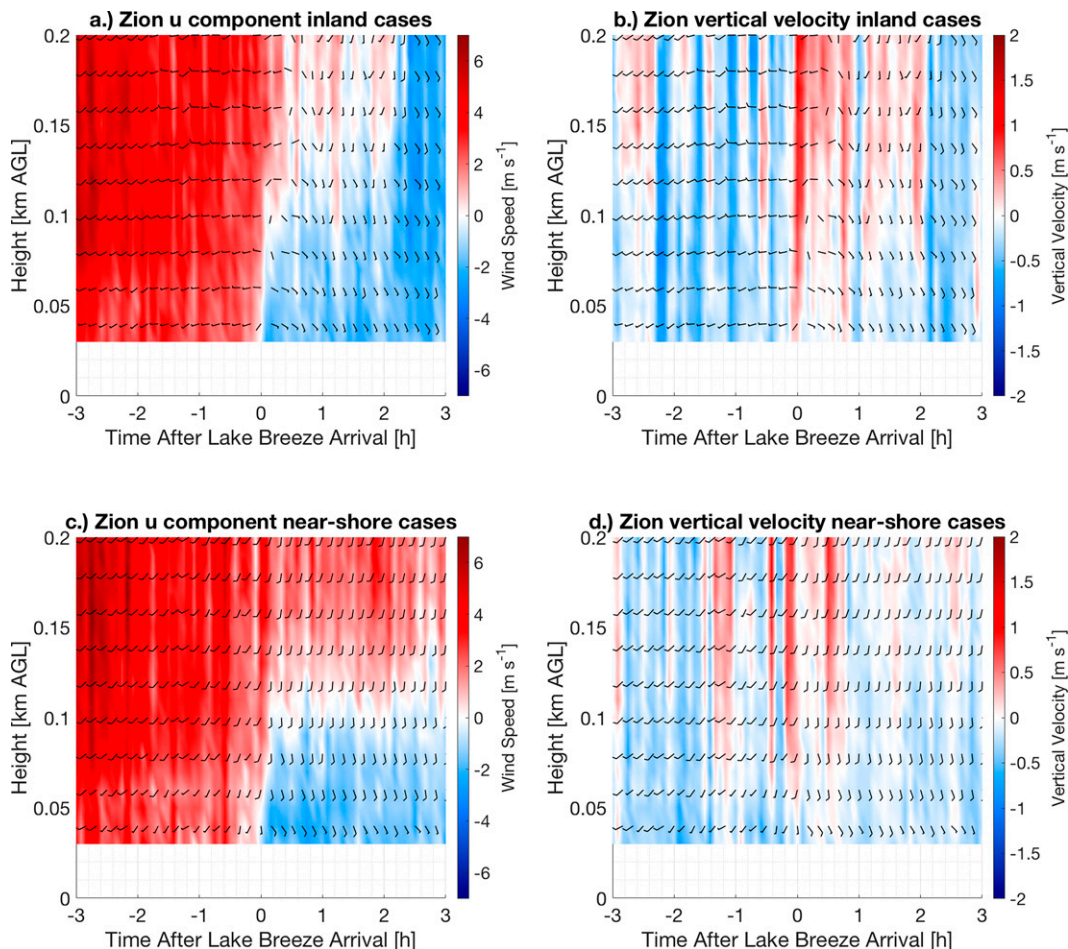 a.) Zion u component inland cases
0.2
0.15
0.1
0.05
0
Height [km AGL]
-3 -2 -1 0 1 2 3
Time After Lake Breeze Arrival [h]
6
4
2
0
-2
-4
-6
Wind Speed [m s⁻¹]
b.) Zion vertical velocity inland cases
0.2
0.15
0.1
0.05
0
Height [km AGL]
-3 -2 -1 0 1 2 3
Time After Lake Breeze Arrival [h]
2
1.5
1
0.5
0
-0.5
-1
-1.5
-2
Vertical Velocity [m s⁻¹]
c.) Zion u component near-shore cases
0.2
0.15
0.1
0.05
0
Height [km AGL]
-3 -2 -1 0 1 2 3
Time After Lake Breeze Arrival [h]
6
4
2
0
-2
-4
-6
Wind Speed [m s⁻¹]
d.) Zion vertical velocity near-shore cases
0.2
0.15
0.1
0.05
0
Height [km AGL]
-3 -2 -1 0 1 2 3
Time After Lake Breeze Arrival [h]
2
1.5
1
0.5
0
-0.5
-1
-1.5
-2
Vertical Velocity [m s⁻¹]